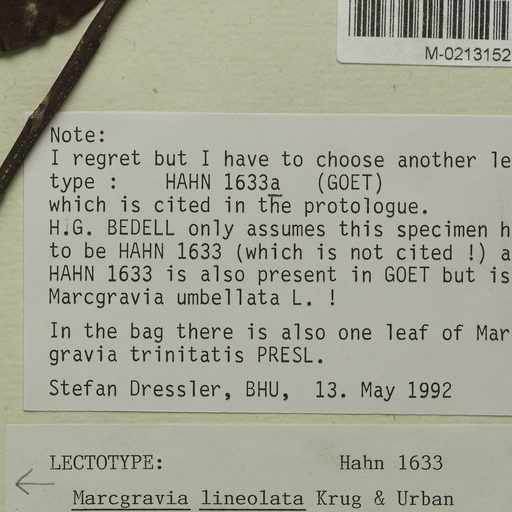 M-0213152
Note:
I regret but I have to choose another le
type : HAHN 1633a (GOET)
which is cited in the protologue.
H.G. BEDELL only assumes this specimen h
to be HAHN 1633 (which is not cited !) a
HAHN 1633 is also present in GOET but is
Marcgravia umbellata L. !
In the bag there is also one leaf of Mar
gravia trinitatis PRESL.
Stefan Dressler, BHU, 13. May 1992
LECTOTYPE: Hahn 1633
Marcgravia lineolata Krug & Urban